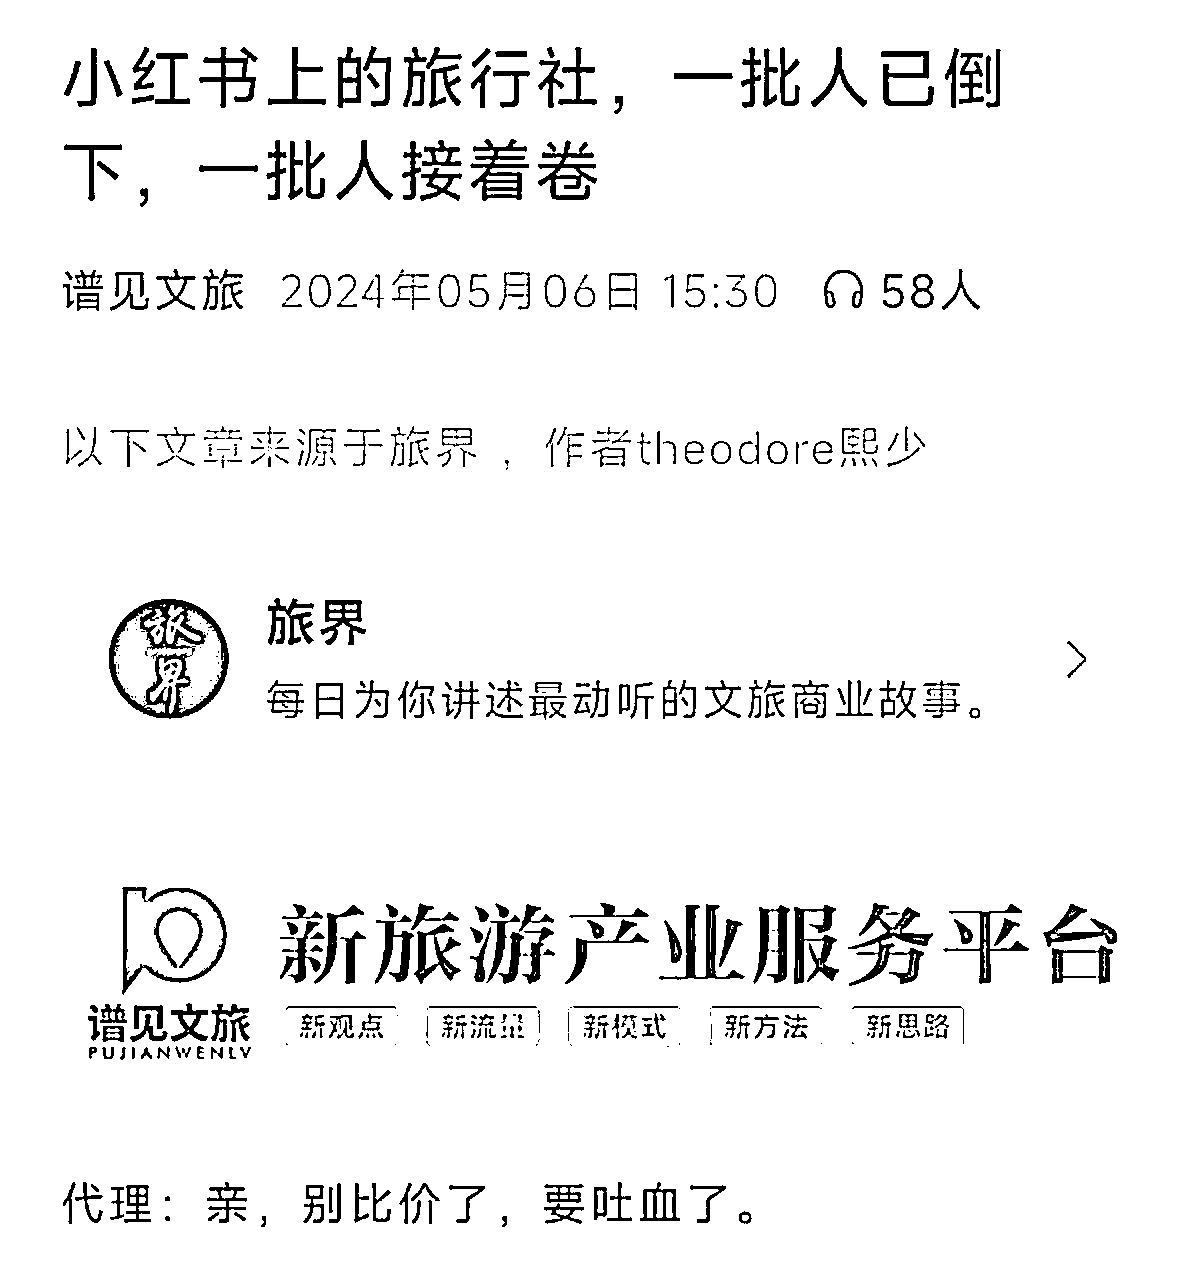 小红书上的旅行社，一批人已倒
下，一批人接着卷
谱见文旅 2024年05月06日 15:30 58人
以下文章来源于旅界 ，作者theodore熙少
旅界
旅界
每日为你讲述最动听的文旅商业故事。
新旅游产业服务平台
谱见文旅 新观点 新流量 新模式 新方法 新思路
PUJIANWENLV
代理：亲，别比价了，要吐血了。